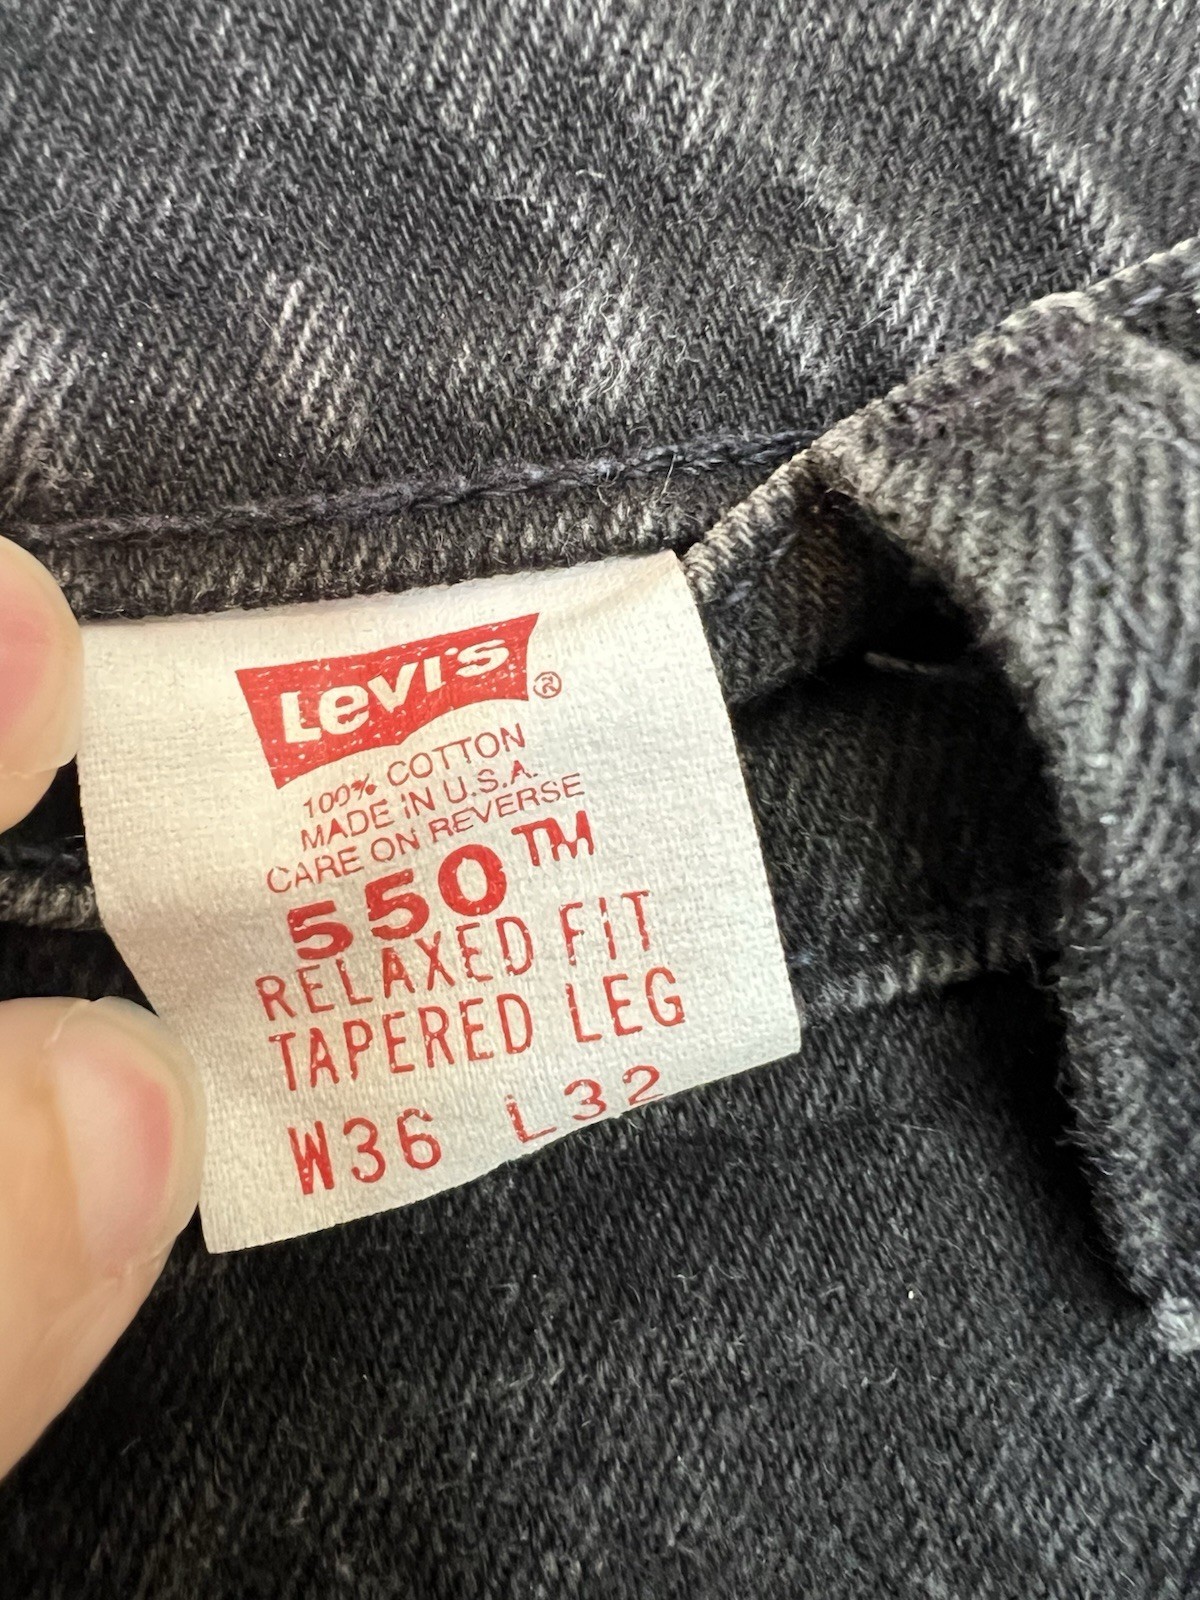 Levi's ®
100% COTTON
MADE IN U.S.A.
CARE ON REVERSE
550™
RELAXED FIT
TAPERED LEG
W36 L32